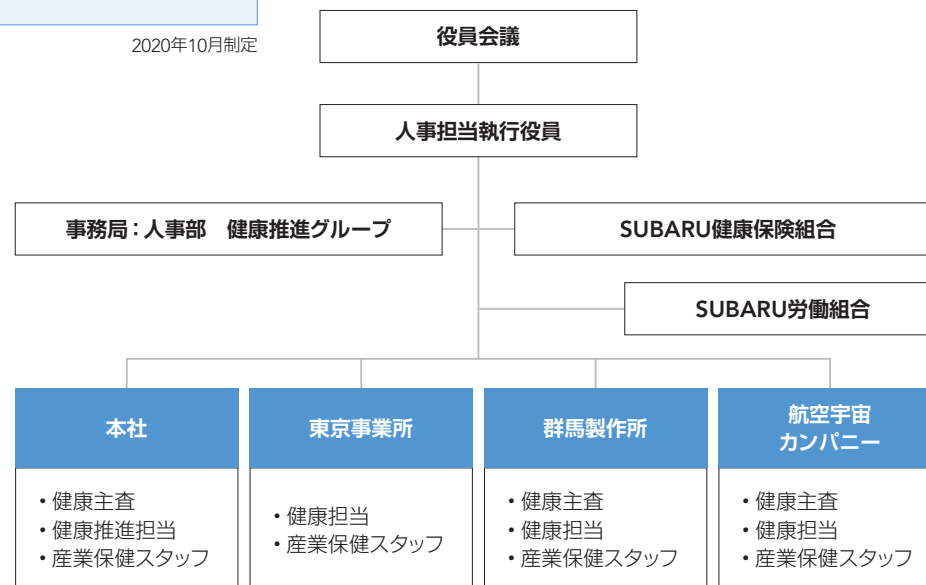 2020年10月制定
役員会議
人事担当執行役員
事務局：人事部　健康推進グループ
SUBARU健康保険組合
SUBARU労働組合
本社
・健康主査
・健康推進担当
・産業保健スタッフ
東京事業所
・健康担当
・産業保健スタッフ
群馬製作所
・健康主査
・健康担当
・産業保健スタッフ
航空宇宙
カンパニー
・健康主査
・健康担当
・産業保健スタッフ